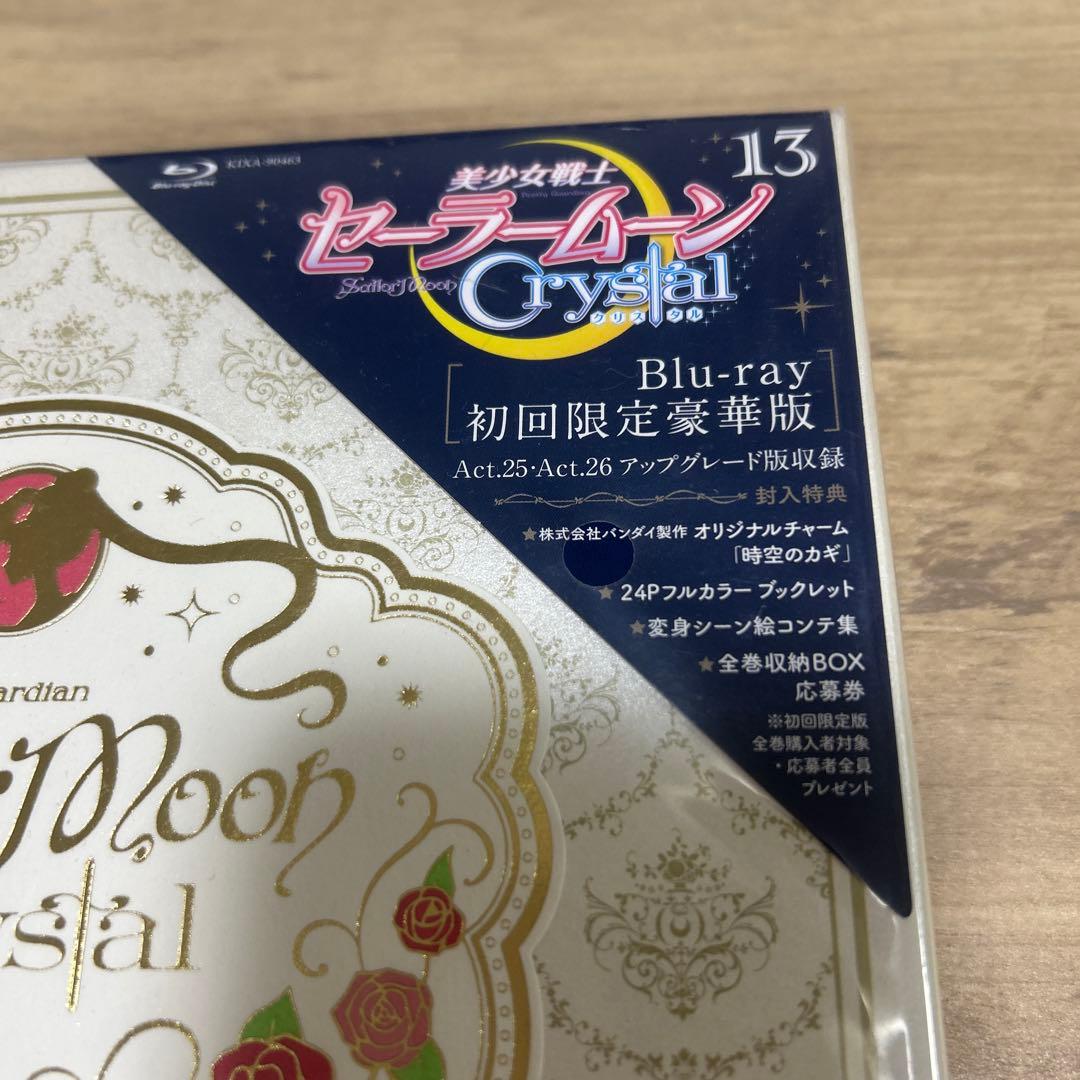 Blu-ray Disc
KIXA-90463
13
美少女戦士
Pretty Guardian
セーラームーン
Sailor Moon
Crystal
クリスタル
Blu-ray
初回限定豪華版
Act.25・Act.26 アップグレード版収録
封入特典
★株式会社バンダイ製作 オリジナルチャーム
「時空のカギ」
★24Pフルカラー ブックレット
★変身シーン絵コンテ集
★全巻収納BOX
応募券
※初回限定版
全巻購入者対象
・応募者全員
プレゼント
ardian
r Moon
rystal